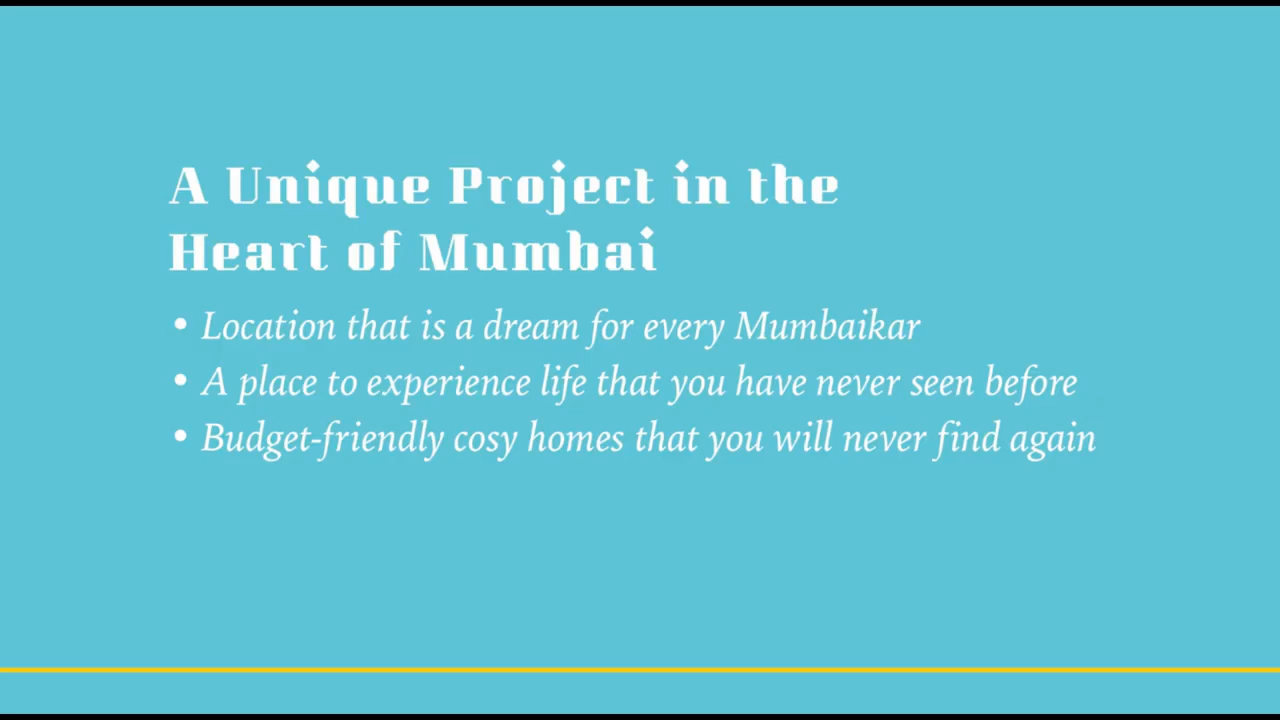 A Unique Project in the
Heart of Mumbai
• Location that is a dream for every Mumbaikar
• A place to experience life that you have never seen before
• Budget-friendly cosy homes that you will never find again